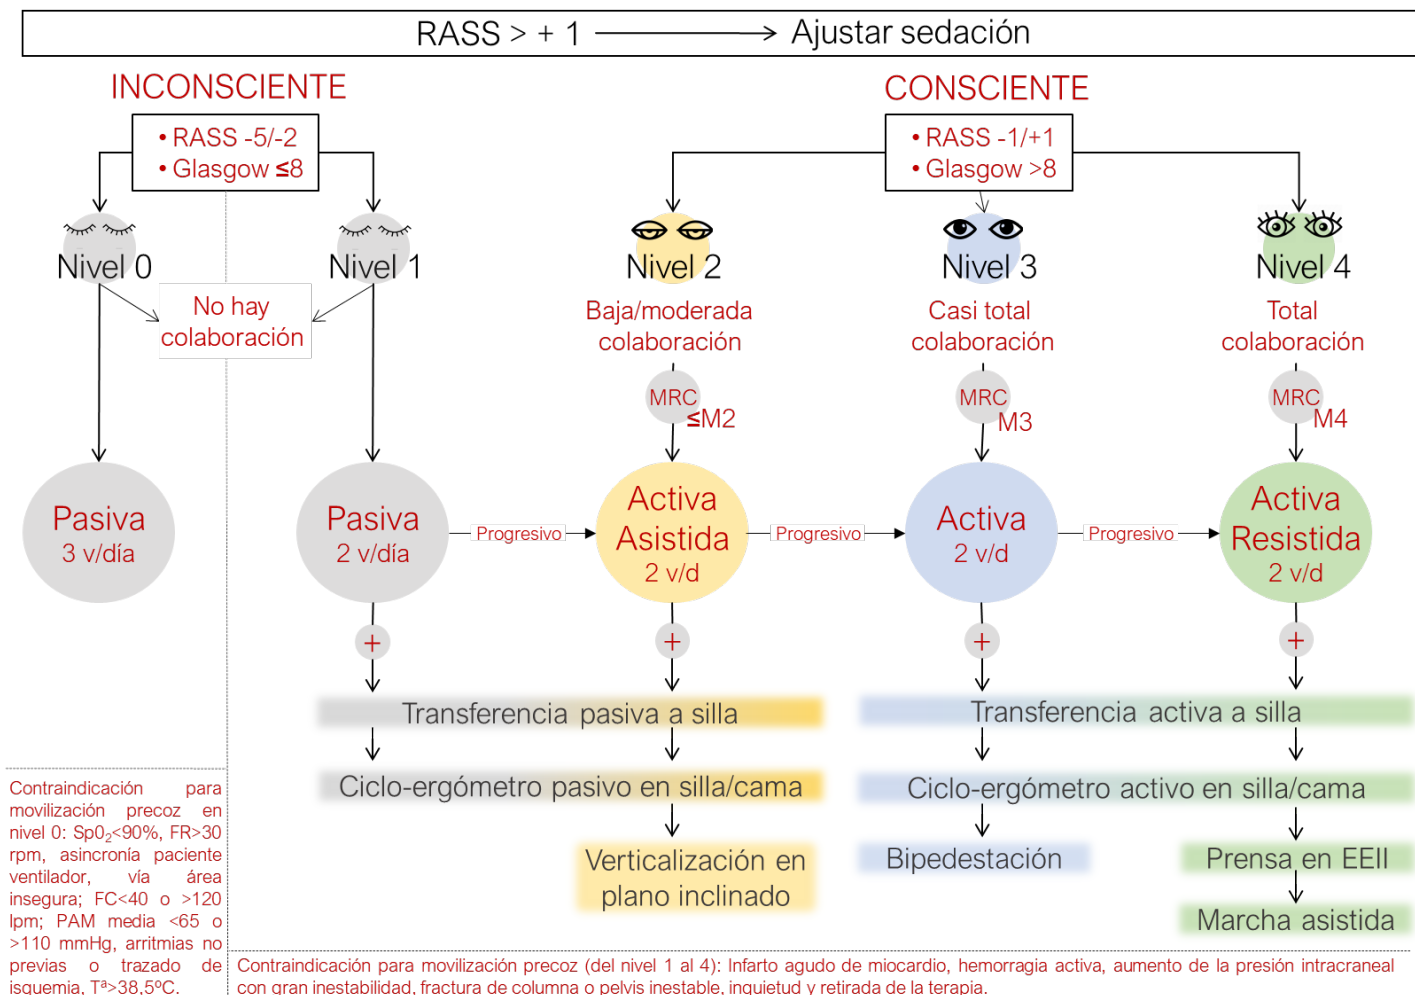 RASS > + 1 → Ajustar sedación
INCONSCIENTE
• RASS -5/-2
• Glasgow ≤8
CONSCIENTE
• RASS -1/+1
• Glasgow >8
Nivel 0
Nivel 1
Nivel 2
Nivel 3
Nivel 4
No hay
colaboración
Baja/moderada
colaboración
Casi total
colaboración
Total
colaboración
MRC
≤M2
MRC
M3
MRC
M4
Pasiva
3 v/día
Pasiva
2 v/día
Progresivo
Activa
Asistida
2 v/d
Progresivo
Activa
2 v/d
Progresivo
Activa
Resistida
2 v/d
+
+
+
+
Transferencia pasiva a silla
Transferencia activa a silla
Ciclo-ergómetro pasivo en silla/cama
Ciclo-ergómetro activo en silla/cama
Verticalización en
plano inclinado
Bipedestación
Prensa en EEII
Marcha asistida
Contraindicación para
movilización precoz en
nivel 0: Sp0₂<90%, FR>30
rpm, asincronía paciente
ventilador, vía área
insegura; FC<40 o >120
lpm; PAM media <65 o
>110 mmHg, arritmias no
previas o trazado de
isquemia, Tª>38,5ºC.
Contraindicación para movilización precoz (del nivel 1 al 4): Infarto agudo de miocardio, hemorragia activa, aumento de la presión intracraneal
con gran inestabilidad, fractura de columna o pelvis inestable, inquietud y retirada de la terapia.